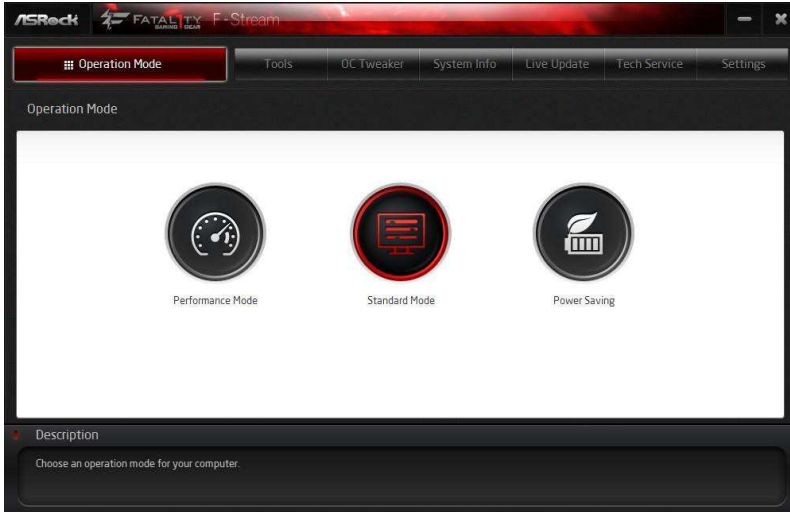 ASRock FATAL1TY GAMING GEAR F-Stream
Operation Mode Tools OC Tweaker System Info Live Update Tech Service Settings
Operation Mode
Performance Mode Standard Mode Power Saving
Description
Choose an operation mode for your computer.